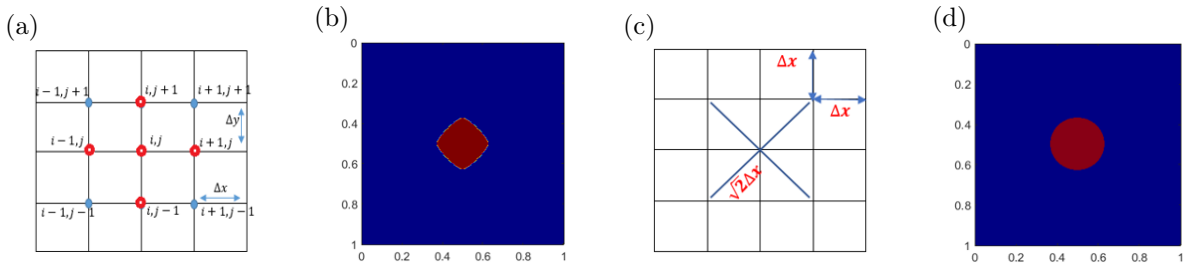 (a)
i − 1, j + 1
i, j + 1
i + 1, j + 1
Δy
i − 1, j
i, j
i + 1, j
Δx
i − 1, j − 1
i, j − 1
i + 1, j − 1
(b)
0
0.2
0.4
0.6
0.8
1
0 0.2 0.4 0.6 0.8 1
(c)
Δx
Δx
√2Δx
(d)
0
0.2
0.4
0.6
0.8
1
0 0.2 0.4 0.6 0.8 1